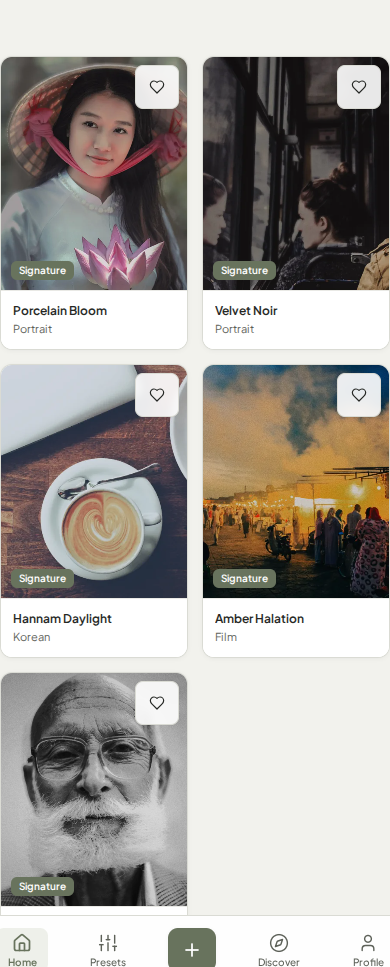 Signature
Signature
Porcelain Bloom
Portrait
Velvet Noir
Portrait
Signature
Signature
Hannam Daylight
Korean
Amber Halation
Film
Signature
Home
Presets
Discover
Profile